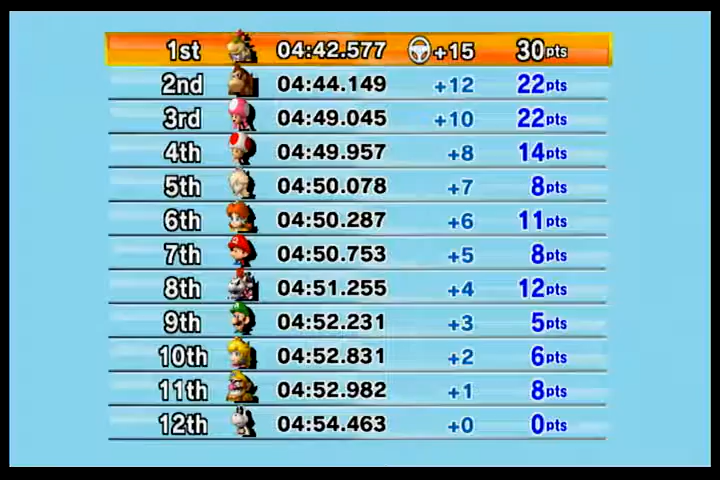 1st 04:42.577 +15 30pts
2nd 04:44.149 +12 22pts
3rd 04:49.045 +10 22pts
4th 04:49.957 +8 14pts
5th 04:50.078 +7 8pts
6th 04:50.287 +6 11pts
7th 04:50.753 +5 8pts
8th 04:51.255 +4 12pts
9th 04:52.231 +3 5pts
10th 04:52.831 +2 6pts
11th 04:52.982 +1 8pts
12th 04:54.463 +0 0pts